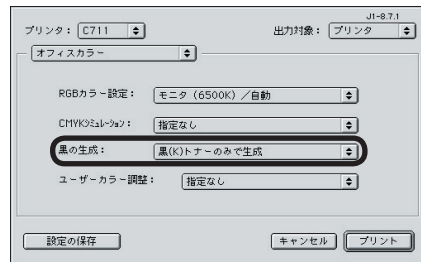 J1-8.7.1
プリンタ： C711 出力対象： プリンタ
オフィスカラー
RGBカラー設定： モニタ（6500K）／自動
CMYKシミュレーション： 指定なし
黒の生成： 黒(K)トナーのみで生成
ユーザーカラー調整： 指定なし
設定の保存 キャンセル プリント